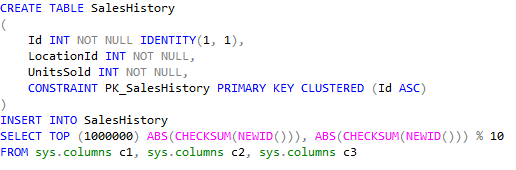 CREATE TABLE SalesHistory
(
    Id INT NOT NULL IDENTITY(1, 1),
    LocationId INT NOT NULL,
    UnitsSold INT NOT NULL,
    CONSTRAINT PK_SalesHistory PRIMARY KEY CLUSTERED (Id ASC)
)
INSERT INTO SalesHistory
SELECT TOP (1000000) ABS(CHECKSUM(NEWID())), ABS(CHECKSUM(NEWID())) % 10
FROM sys.columns c1, sys.columns c2, sys.columns c3